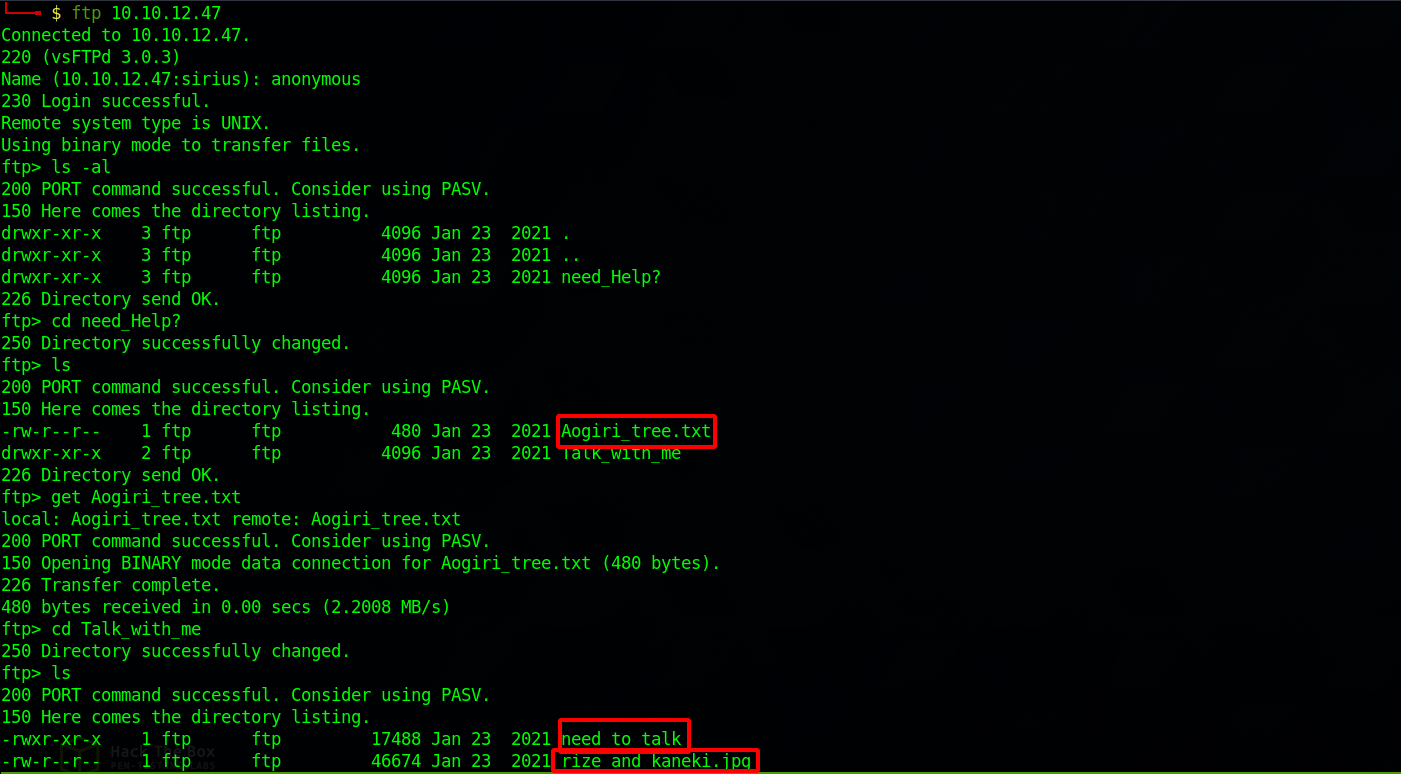 $ ftp 10.10.12.47
Connected to 10.10.12.47.
220 (vsFTPd 3.0.3)
Name (10.10.12.47:sirius): anonymous
230 Login successful.
Remote system type is UNIX.
Using binary mode to transfer files.
ftp> ls -al
200 PORT command successful. Consider using PASV.
150 Here comes the directory listing.
drwxr-xr-x    3 ftp      ftp          4096 Jan 23  2021 .
drwxr-xr-x    3 ftp      ftp          4096 Jan 23  2021 ..
drwxr-xr-x    3 ftp      ftp          4096 Jan 23  2021 need_Help?
226 Directory send OK.
ftp> cd need_Help?
250 Directory successfully changed.
ftp> ls
200 PORT command successful. Consider using PASV.
150 Here comes the directory listing.
-rw-r--r--    1 ftp      ftp           480 Jan 23  2021 Aogiri_tree.txt
drwxr-xr-x    2 ftp      ftp          4096 Jan 23  2021 Talk_with_me
226 Directory send OK.
ftp> get Aogiri_tree.txt
local: Aogiri_tree.txt remote: Aogiri_tree.txt
200 PORT command successful. Consider using PASV.
150 Opening BINARY mode data connection for Aogiri_tree.txt (480 bytes).
226 Transfer complete.
480 bytes received in 0.00 secs (2.2008 MB/s)
ftp> cd Talk_with_me
250 Directory successfully changed.
ftp> ls
200 PORT command successful. Consider using PASV.
150 Here comes the directory listing.
-rwxr-xr-x    1 ftp      ftp         17488 Jan 23  2021 need to talk
-rw-r--r--    1 ftp      ftp         46674 Jan 23  2021 rize and kaneki.jpg
Hack The Box